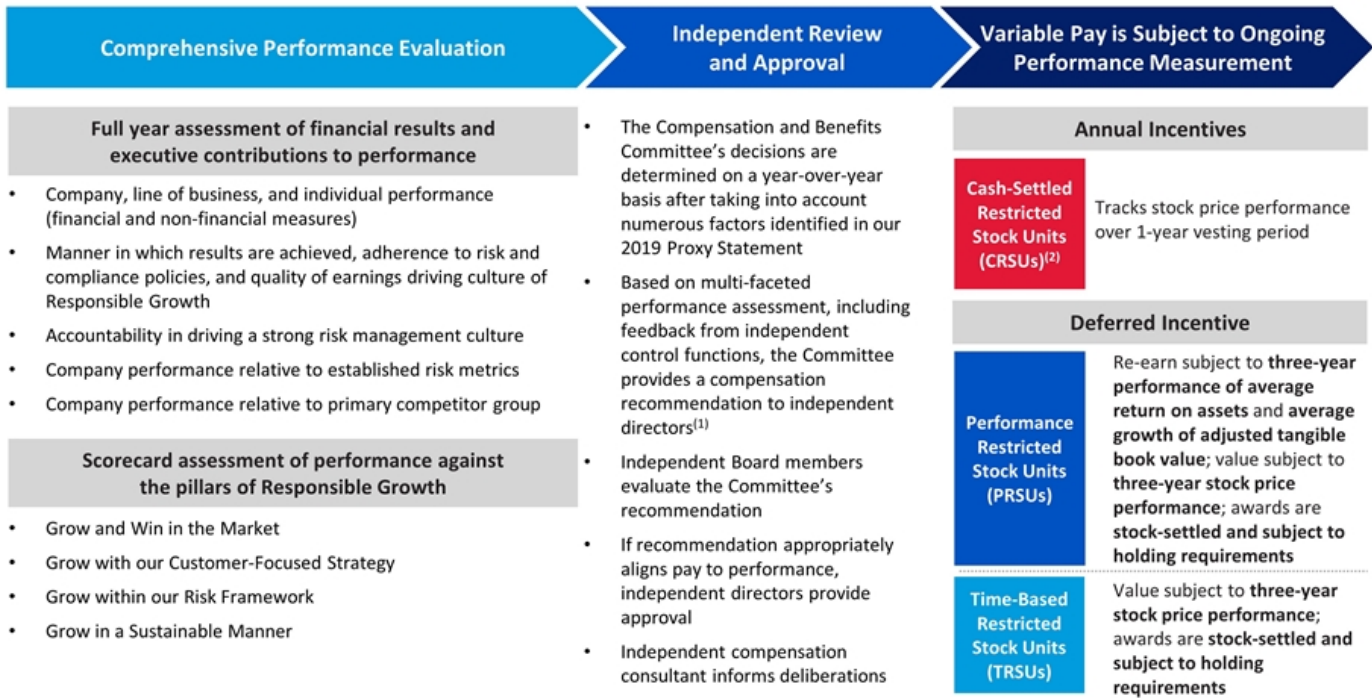 Comprehensive Performance Evaluation
Independent Review
and Approval
Variable Pay is Subject to Ongoing
Performance Measurement
Full year assessment of financial results and
executive contributions to performance
• Company, line of business, and individual performance
(financial and non-financial measures)
• Manner in which results are achieved, adherence to risk and
compliance policies, and quality of earnings driving culture of
Responsible Growth
• Accountability in driving a strong risk management culture
• Company performance relative to established risk metrics
• Company performance relative to primary competitor group
Scorecard assessment of performance against
the pillars of Responsible Growth
• Grow and Win in the Market
• Grow with our Customer-Focused Strategy
• Grow within our Risk Framework
• Grow in a Sustainable Manner
• The Compensation and Benefits
Committee’s decisions are
determined on a year-over-year
basis after taking into account
numerous factors identified in our
2019 Proxy Statement
• Based on multi-faceted
performance assessment, including
feedback from independent
control functions, the Committee
provides a compensation
recommendation to independent
directors(1)
• Independent Board members
evaluate the Committee’s
recommendation
• If recommendation appropriately
aligns pay to performance,
independent directors provide
approval
• Independent compensation
consultant informs deliberations
Annual Incentives
Cash-Settled
Restricted
Stock Units
(CRSUs)(2)
Tracks stock price performance
over 1-year vesting period
Deferred Incentive
Performance
Restricted
Stock Units
(PRSUs)
Re-earn subject to three-year
performance of average
return on assets and average
growth of adjusted tangible
book value; value subject to
three-year stock price
performance; awards are
stock-settled and subject to
holding requirements
Time-Based
Restricted
Stock Units
(TRSUs)
Value subject to three-year
stock price performance;
awards are stock-settled and
subject to holding
requirements